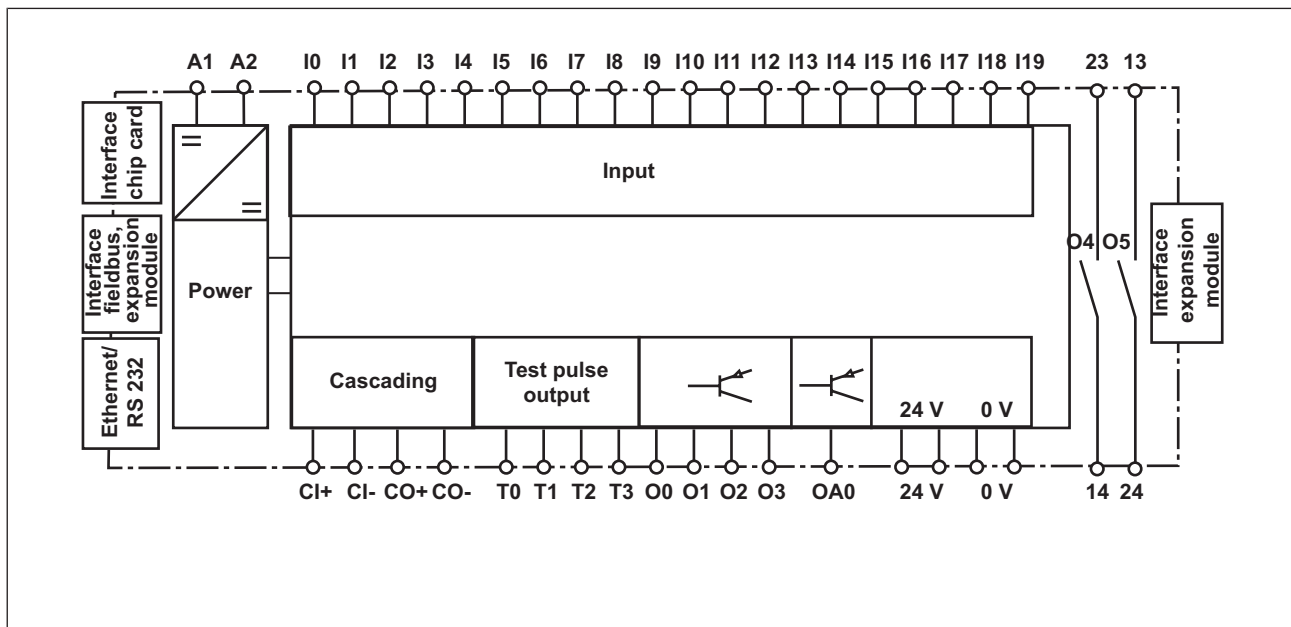 A1 A2 I0 I1 I2 I3 I4 I5 I6 I7 I8 I9 I10 I11 I12 I13 I14 I15 I16 I17 I18 I19 23 13
Interface
chip card
Interface
fieldbus,
expansion
module
Ethernet/
RS 232
Power
Input
O4 O5
Interface
expansion
module
Cascading
Test pulse
output
24 V 0 V
CI+ CI- CO+ CO- T0 T1 T2 T3 O0 O1 O2 O3 OA0 24 V 0 V 14 24